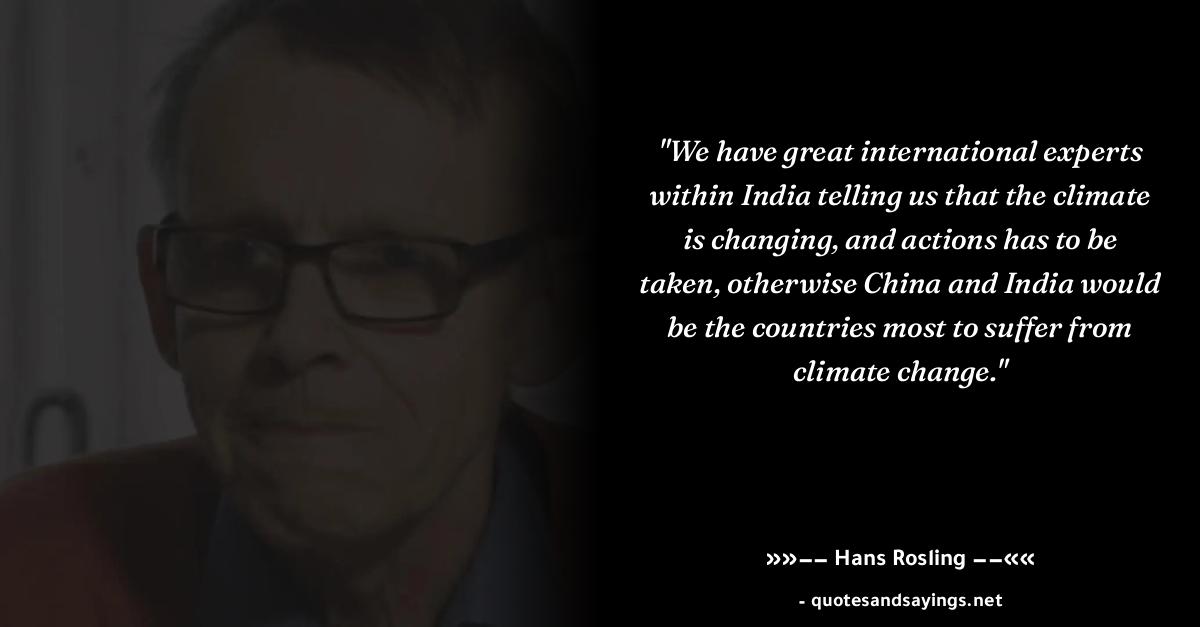 "We have great international experts
within India telling us that the climate
is changing, and actions has to be
taken, otherwise China and India would
be the countries most to suffer from
climate change."
»»–– Hans Rosling ––««
- quotesandsayings.net